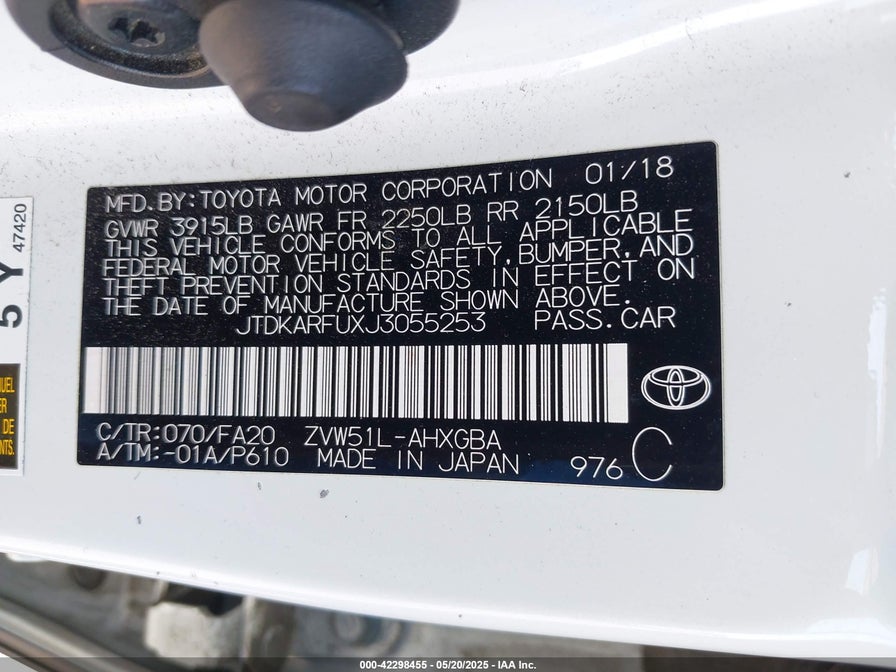 MFD.BY:TOYOTA MOTOR CORPORATION 01/18
GVWR 3915LB GAWR FR 2250LB RR 2150LB
THIS VEHICLE CONFORMS TO ALL APPLICABLE
FEDERAL MOTOR VEHICLE SAFETY,BUMPER,AND
THEFT PREVENTION STANDARDS IN EFFECT ON
THE DATE OF MANUFACTURE SHOWN ABOVE.
JTDKARFUXJ3055253 PASS.CAR
C/TR:070/FA20 ZVW51L-AHXGBA
A/TM:-01A/P610 MADE IN JAPAN 976 C
5 Y
47420
DE
000-42298455 - 05/20/2025 - IAA Inc.